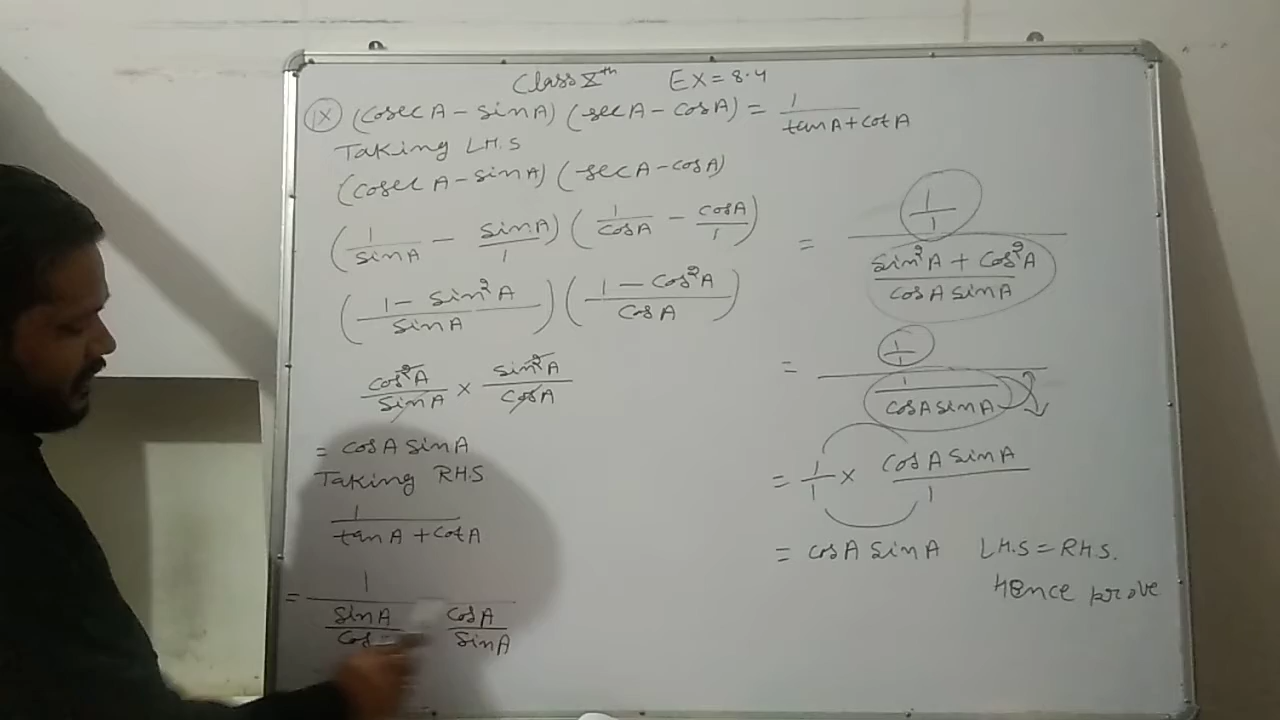 Class Xth EX = 8.4
(ix) (cosec A - sin A) (sec A - cos A) = 1/(tan A + cot A)
Taking L.H.S
(cosec A - sin A) (sec A - cos A)
(1/sin A - sin A/1) (1/cos A - cos A/1)
((1 - sin²A)/sin A) ((1 - cos²A)/cos A)
cos²A/sin A × sin²A/cos A
= cos A sin A
Taking R.H.S
1/(tan A + cot A)
= 1/(sin A/cos cos A/sin A)
= (1/1)/((sin²A + cos²A)/(cos A sin A))
= (1/1)/(1/(cos A sin A))
= 1/1 × cos A sin A/1
= cos A sin A L.H.S = R.H.S.
Hence prove